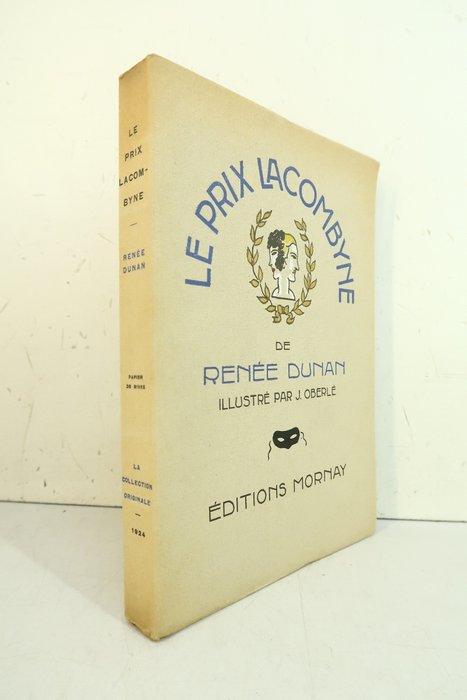 LE
PRIX
LACOM-
BYNE
RENÉE
DUNAN
PAPIER
DE RIVES
LA
COLLECTION
ORIGINALE
1924
LE PRIX LACOMBYNE
DE
RENÉE DUNAN
ILLUSTRÉ PAR J. OBERLÉ
ÉDITIONS MORNAY